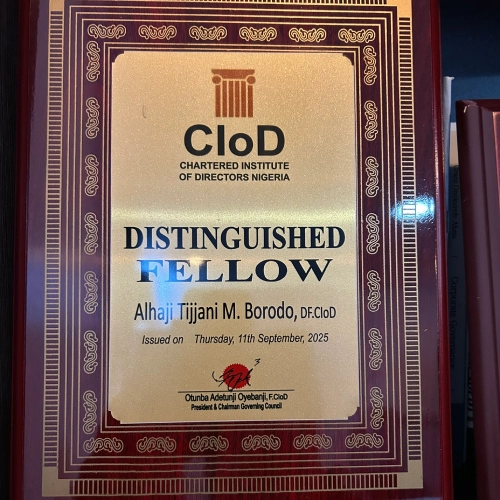 CIoD
CHARTERED INSTITUTE
OF DIRECTORS NIGERIA
DISTINGUISHED
FELLOW
Alhaji Tijjani M. Borodo, DF.CIoD
Issued on Thursday, 11th September, 2025
Otunba Adetunji Oyebanji, F.CIoD
President & Chairman Governing Council